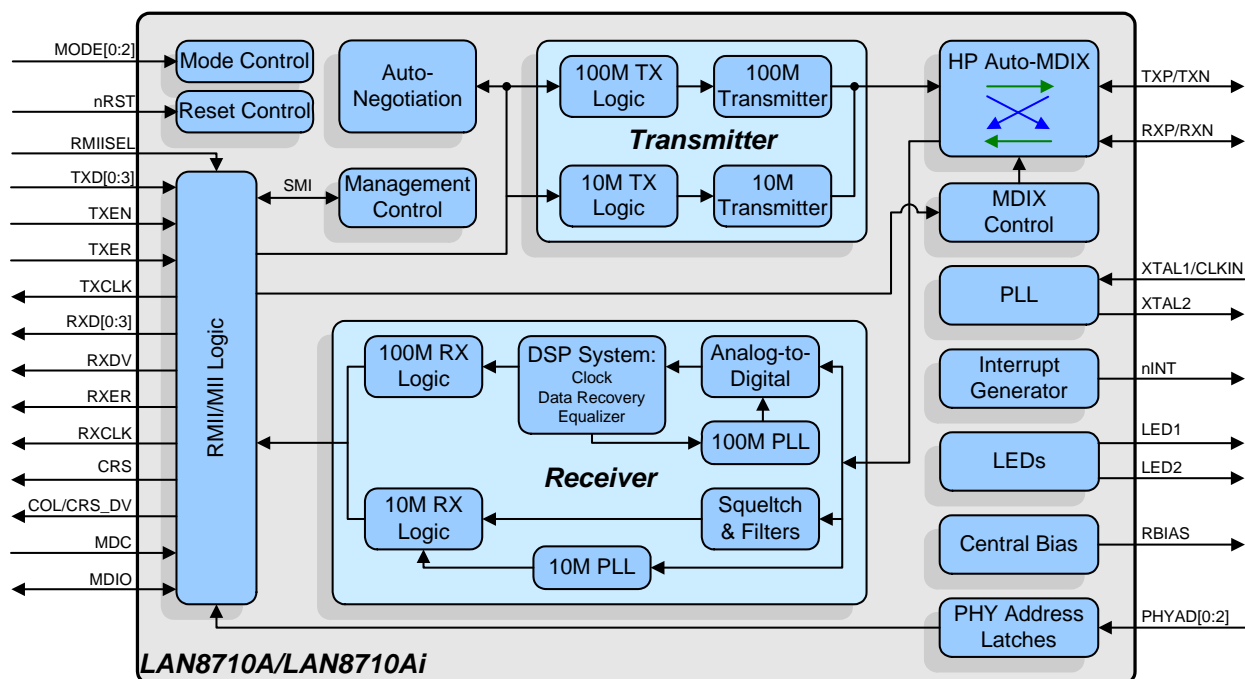 MODE[0:2]
nRST
RMIISEL
TXD[0:3]
TXEN
TXER
TXCLK
RXD[0:3]
RXDV
RXER
RXCLK
CRS
COL/CRS_DV
MDC
MDIO
Mode Control
Reset Control
RMII/MII Logic
SMI
Auto-
Negotiation
Management
Control
100M TX
Logic
100M
Transmitter
Transmitter
10M TX
Logic
10M
Transmitter
HP Auto-MDIX
MDIX
Control
PLL
Interrupt
Generator
LEDs
Central Bias
PHY Address
Latches
100M RX
Logic
DSP System:
Clock
Data Recovery
Equalizer
Analog-to-
Digital
100M PLL
Receiver
10M RX
Logic
Squeltch
& Filters
10M PLL
TXP/TXN
RXP/RXN
XTAL1/CLKIN
XTAL2
nINT
LED1
LED2
RBIAS
PHYAD[0:2]
LAN8710A/LAN8710Ai